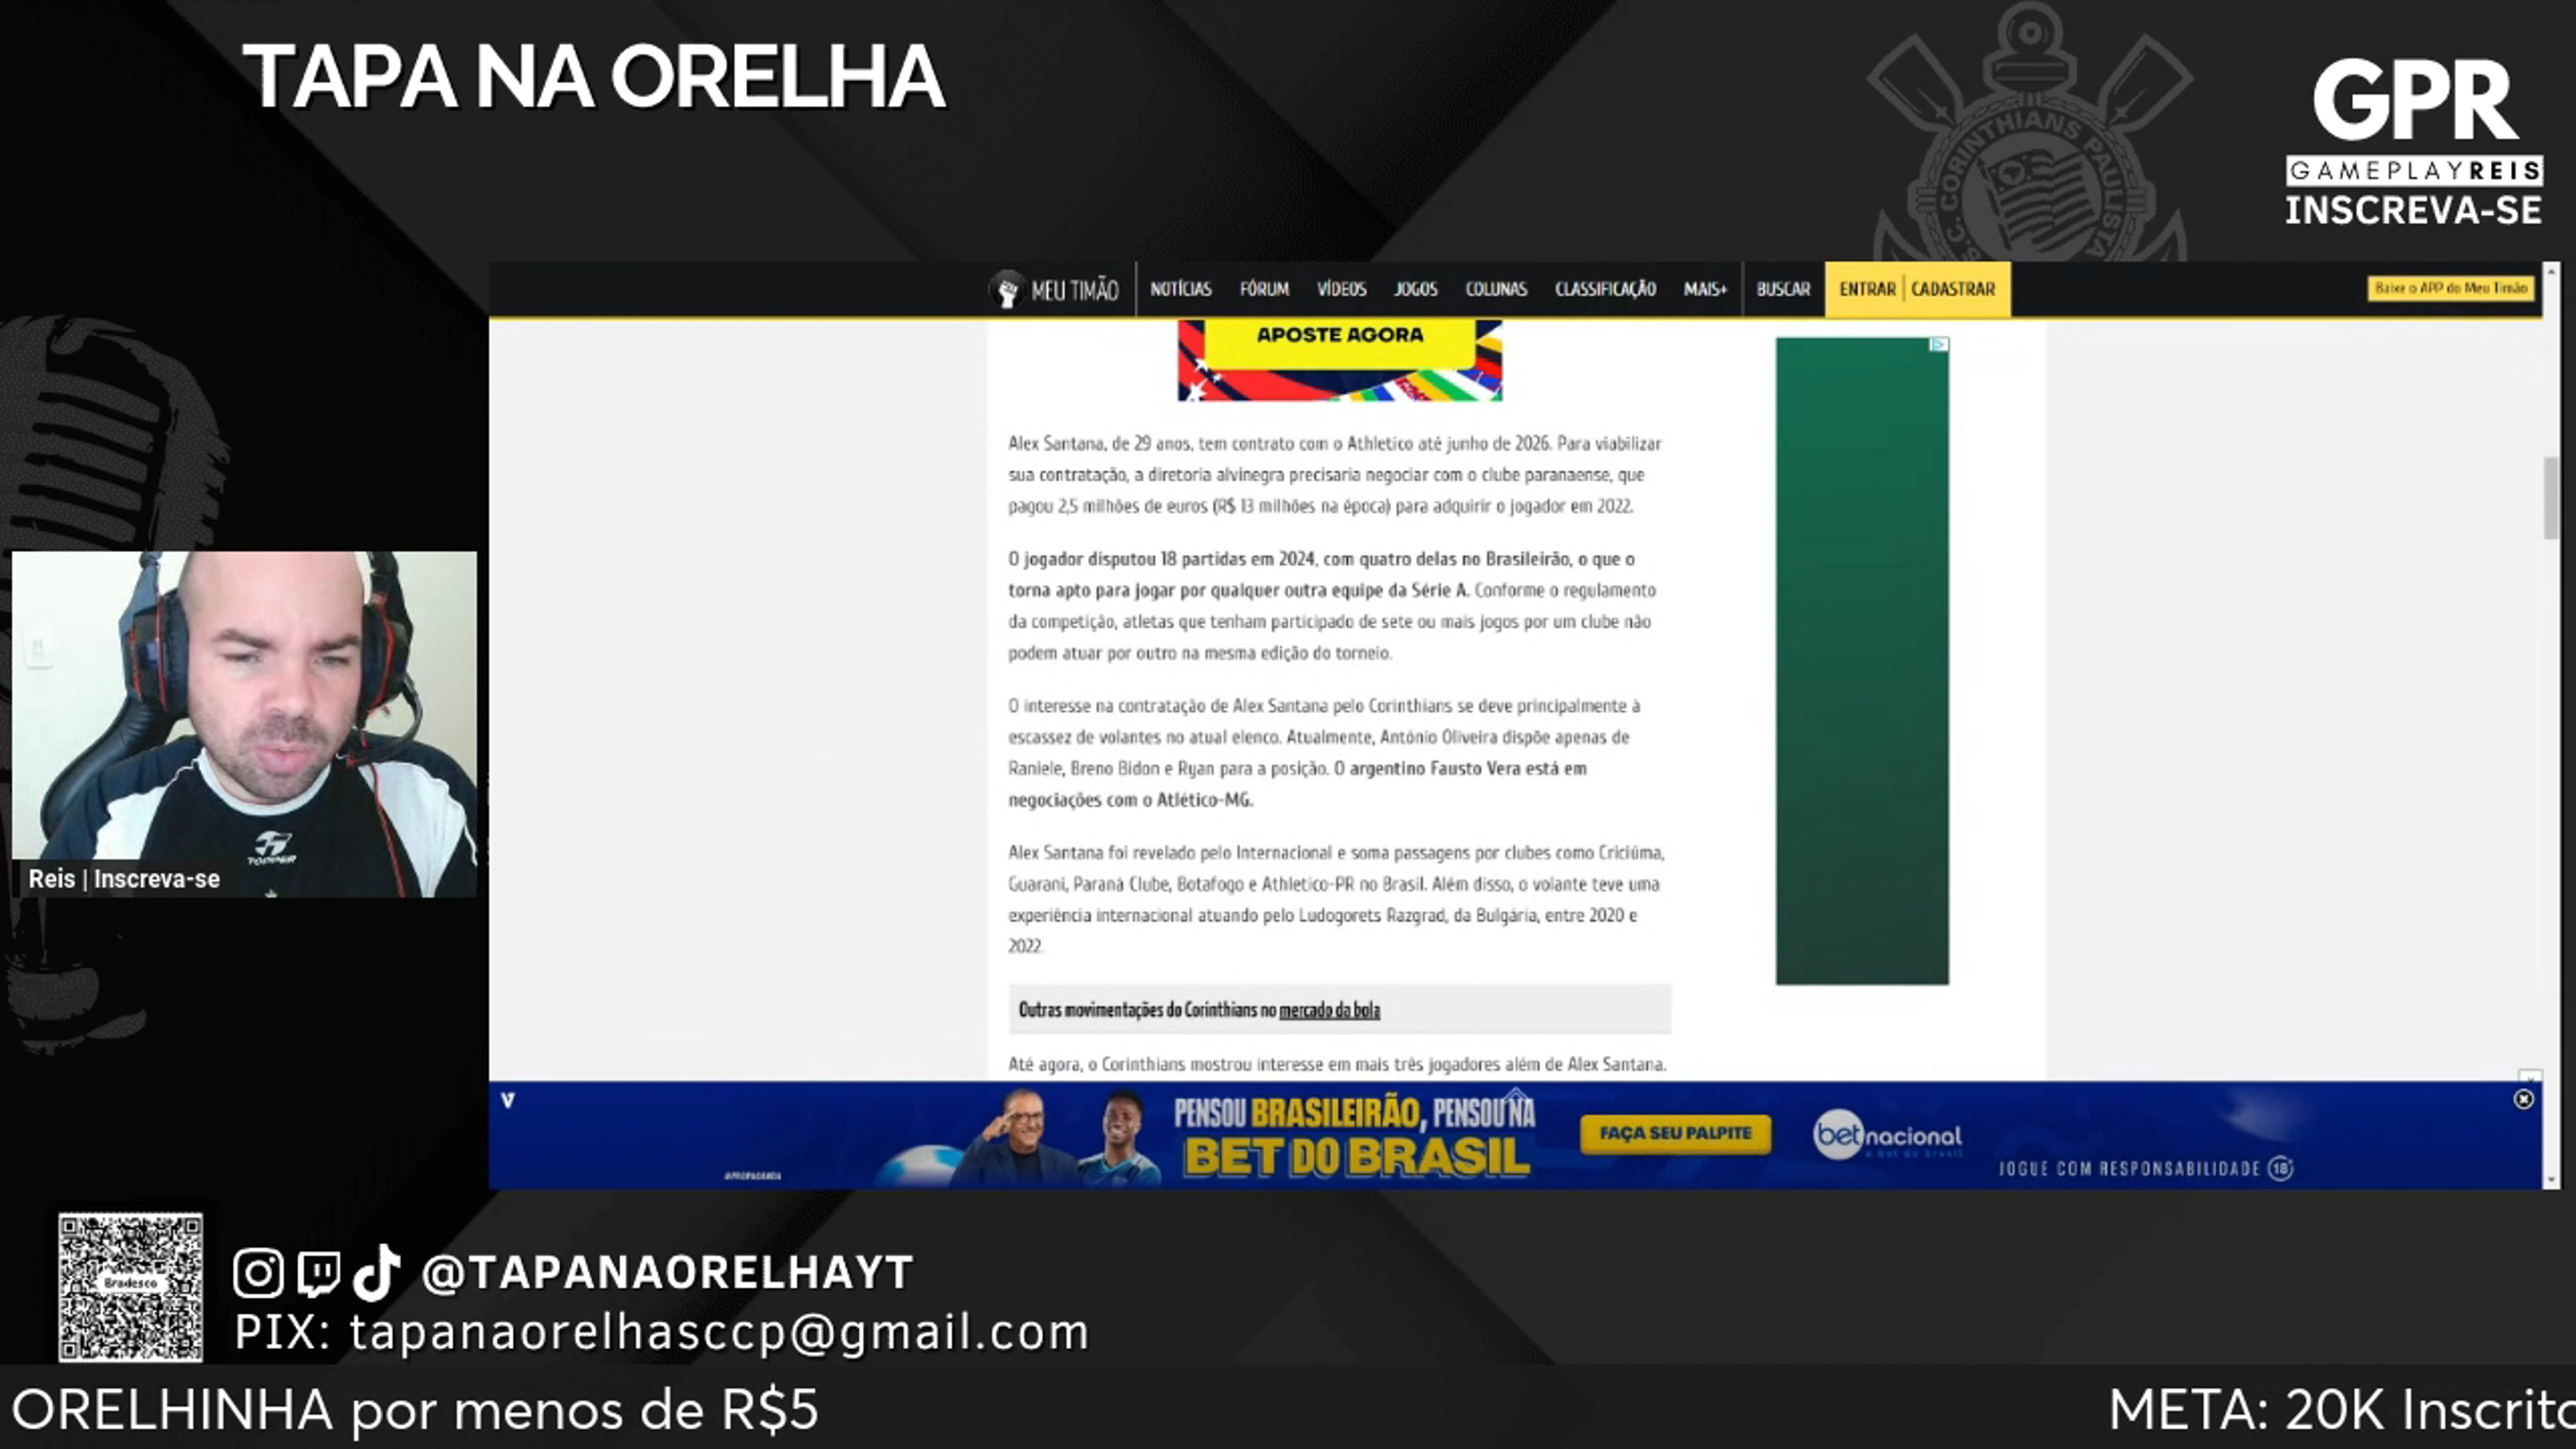 TAPA NA ORELHA
GPR
GAMEPLAYREIS
INSCREVA-SE
S.C. CORINTHIANS PAULISTA
MEU TIMÃO
NOTÍCIAS FÓRUM VÍDEOS JOGOS COLUNAS CLASSIFICAÇÃO MAIS+ BUSCAR ENTRAR CADASTRAR
Baixe o APP do Meu Timão
APOSTE AGORA
Alex Santana, de 29 anos, tem contrato com o Athletico até junho de 2026. Para viabilizar
sua contratação, a diretoria alvinegra precisaria negociar com o clube paranaense, que
pagou 2,5 milhões de euros (R$ 13 milhões na época) para adquirir o jogador em 2022.
O jogador disputou 18 partidas em 2024, com quatro delas no Brasileirão, o que o
torna apto para jogar por qualquer outra equipe da Série A. Conforme o regulamento
da competição, atletas que tenham participado de sete ou mais jogos por um clube não
podem atuar por outro na mesma edição do torneio.
O interesse na contratação de Alex Santana pelo Corinthians se deve principalmente à
escassez de volantes no atual elenco. Atualmente, António Oliveira dispõe apenas de
Raniele, Breno Bidon e Ryan para a posição. O argentino Fausto Vera está em
negociações com o Atlético-MG.
Alex Santana foi revelado pelo Internacional e soma passagens por clubes como Criciúma,
Guarani, Paraná Clube, Botafogo e Athletico-PR no Brasil. Além disso, o volante teve uma
experiência internacional atuando pelo Ludogorets Razgrad, da Bulgária, entre 2020 e
2022.
Outras movimentações do Corinthians no mercado da bola
Até agora, o Corinthians mostrou interesse em mais três jogadores além de Alex Santana.
TOPPER
Reis | Inscreva-se
#PROPAGANDA
PENSOU BRASILEIRÃO, PENSOU NA
BET DO BRASIL
FAÇA SEU PALPITE
betnacional
a bet do brasil
JOGUE COM RESPONSABILIDADE 18
Bradesco
@TAPANAORELHAYT
PIX: tapanaorelhasccp@gmail.com
ORELHINHA por menos de R$5
META: 20K Inscrito